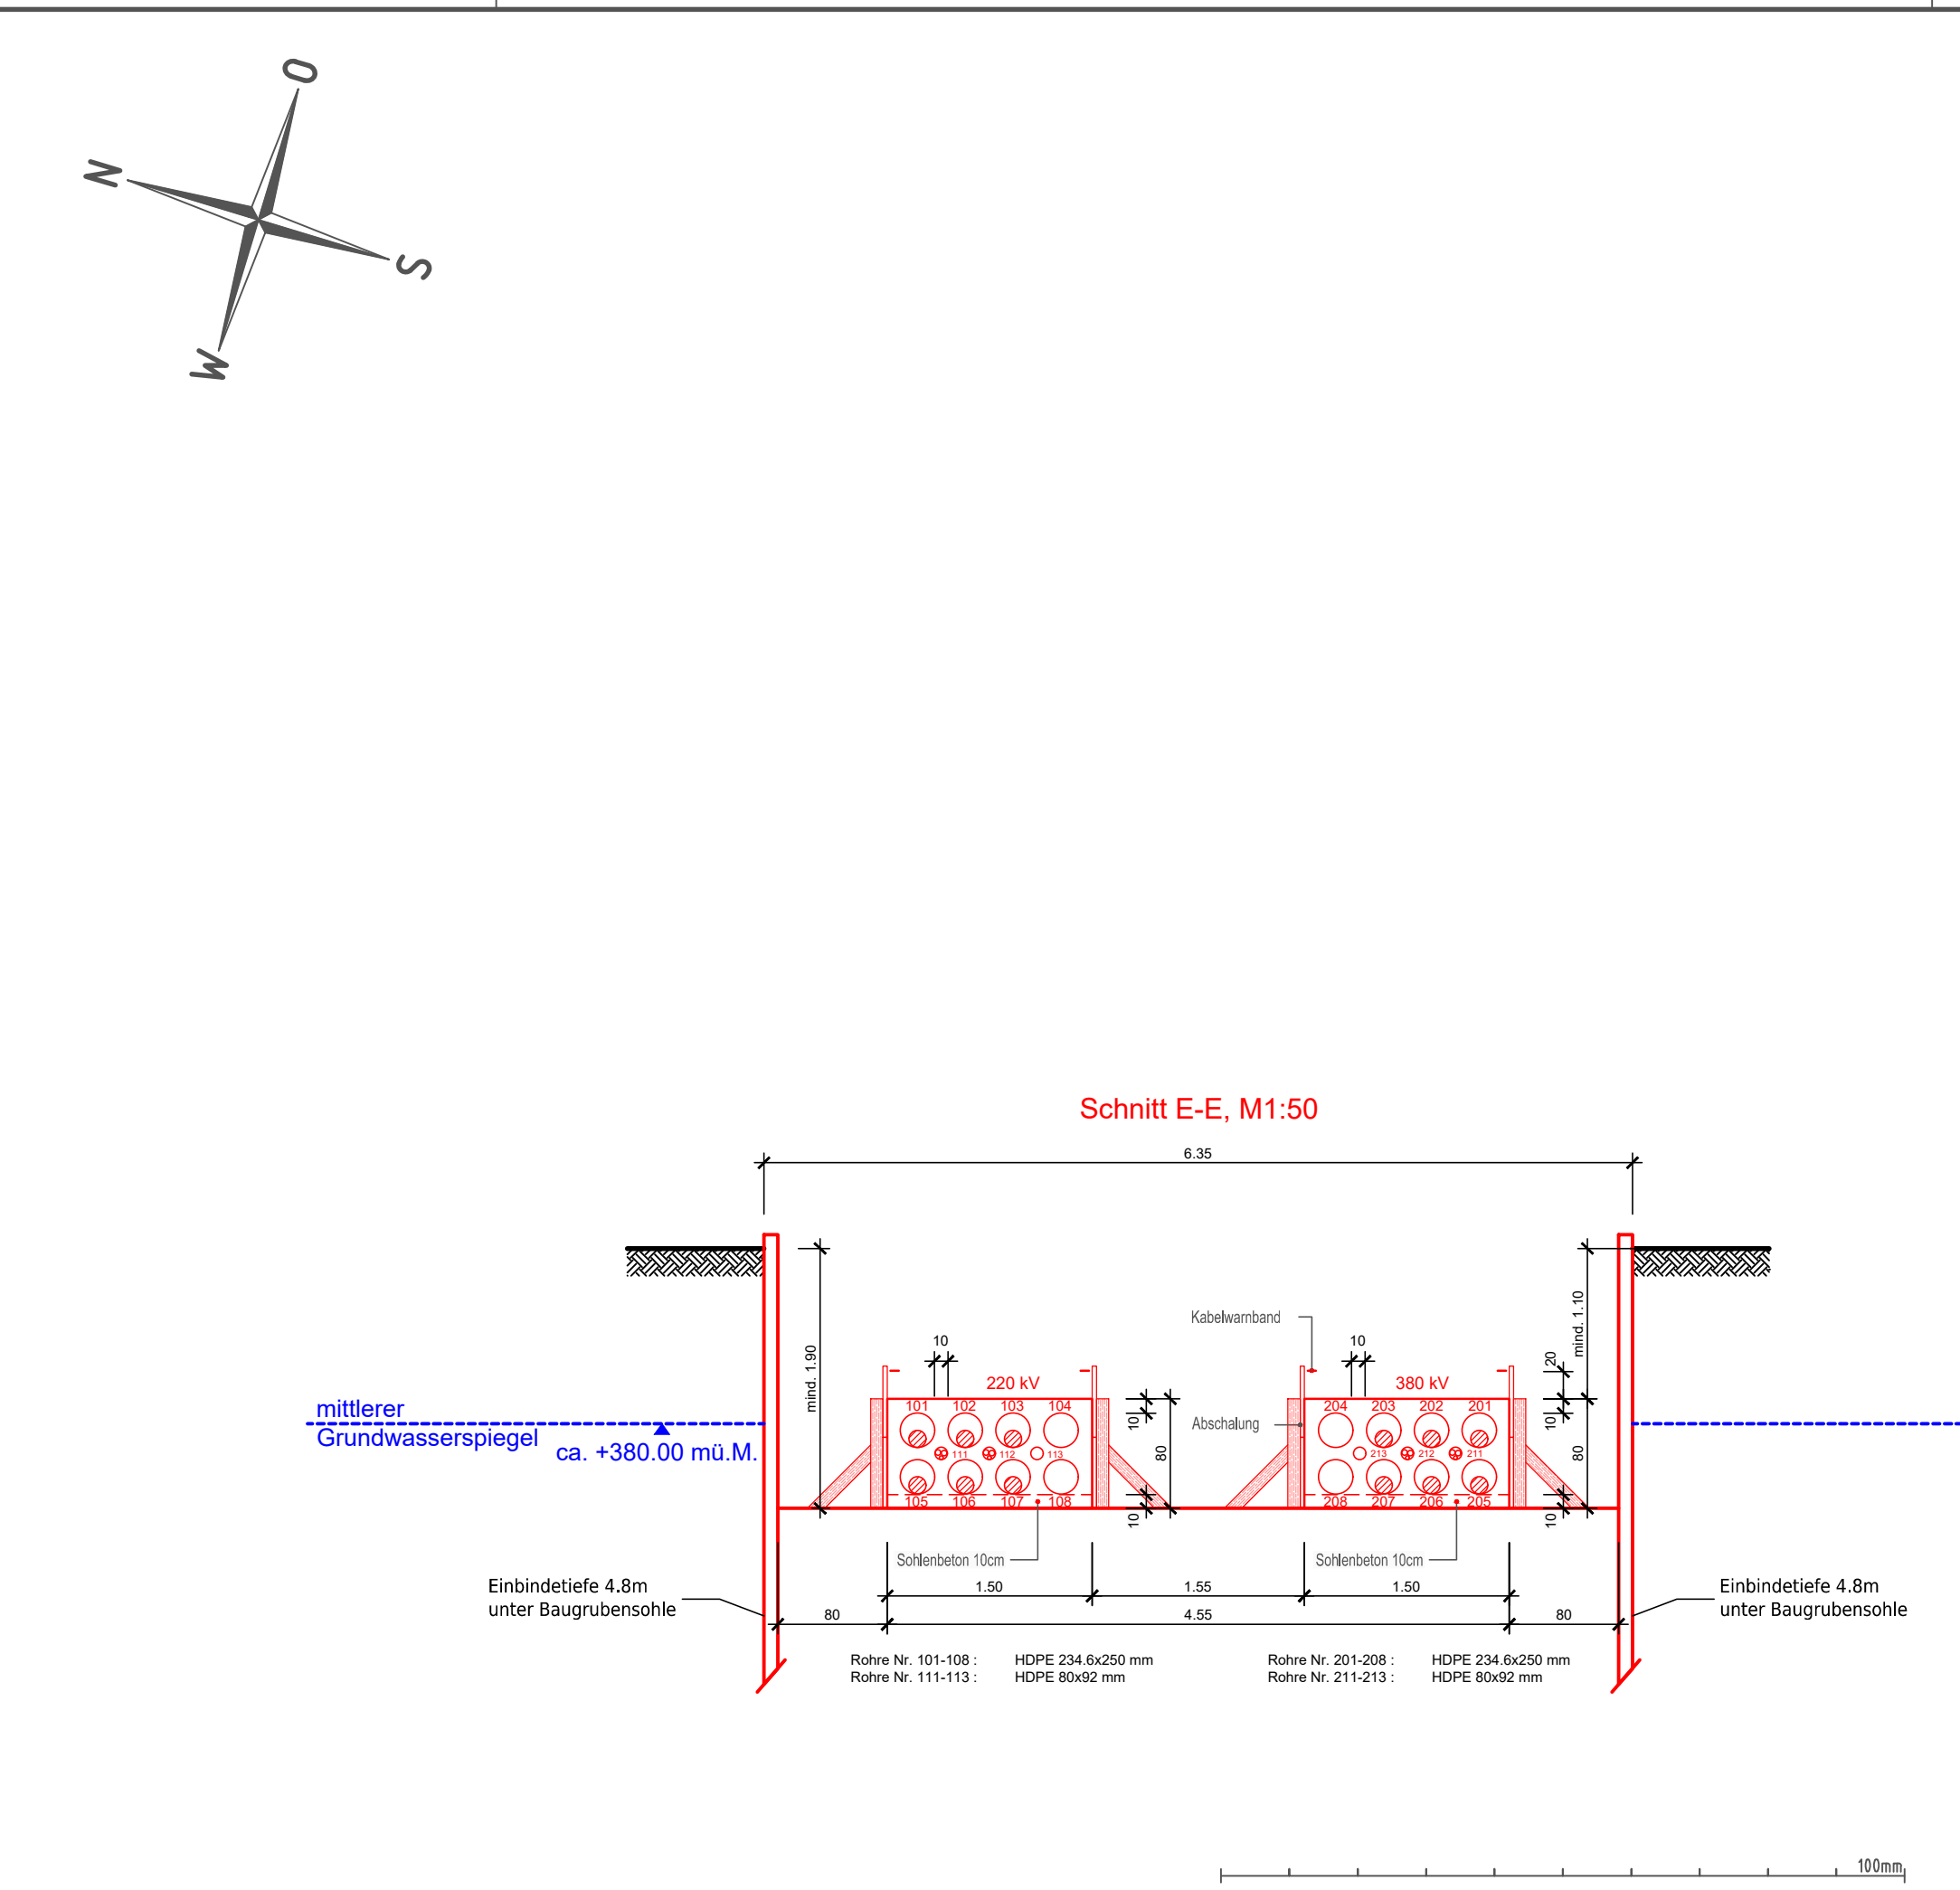 O
N
S
W
Schnitt E-E, M1:50
6.35
mind. 1.90
mind. 1.10
Kabelwarnband
10
10
20
220 kV
380 kV
101 102 103 104
204 203 202 201
mittlerer
Grundwasserspiegel
ca. +380.00 mü.M.
Abschalung
10
80
10
80
111 112 113
213 212 211
105 106 107 108
208 207 206 205
10
10
Sohlenbeton 10cm
Sohlenbeton 10cm
Einbindetiefe 4.8m
unter Baugrubensohle
1.50
1.55
1.50
Einbindetiefe 4.8m
unter Baugrubensohle
80
4.55
80
Rohre Nr. 101-108 : HDPE 234.6x250 mm
Rohre Nr. 111-113 : HDPE 80x92 mm
Rohre Nr. 201-208 : HDPE 234.6x250 mm
Rohre Nr. 211-213 : HDPE 80x92 mm
100mm